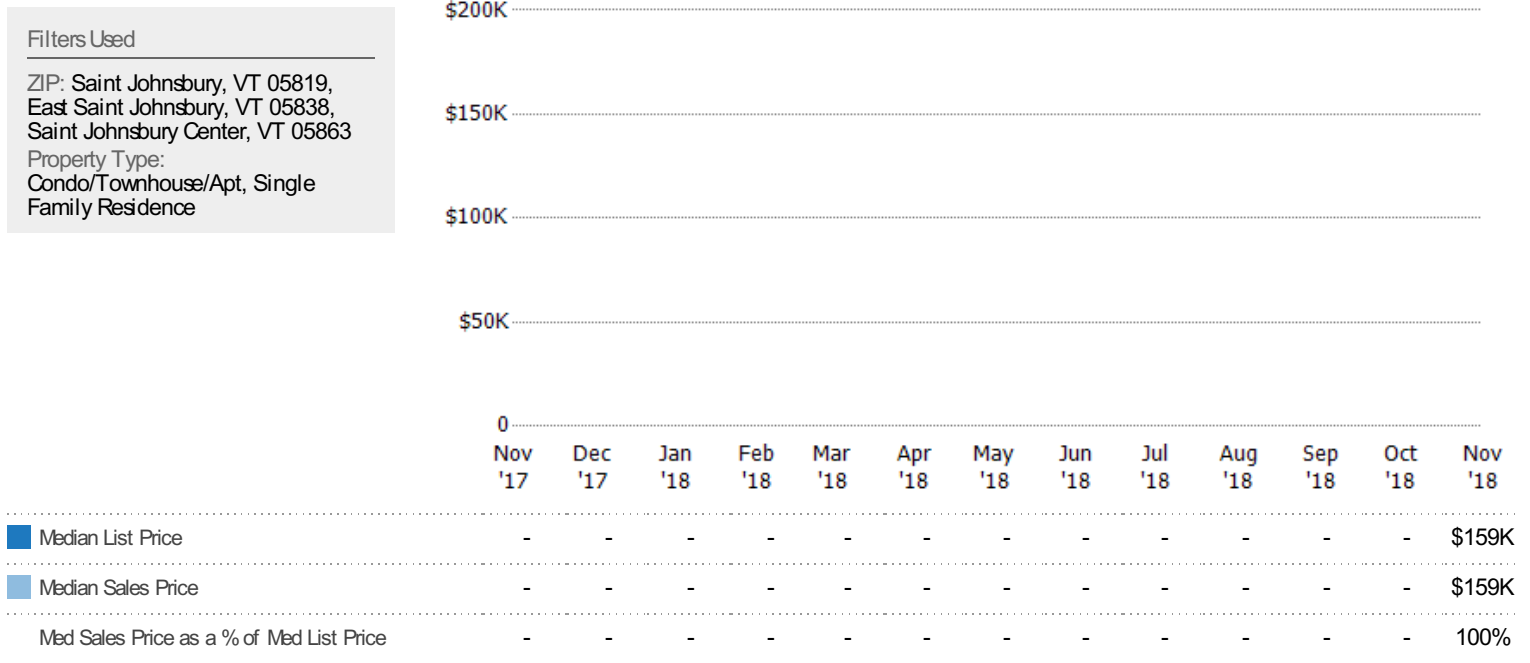 Filters Used
ZIP: Saint Johnsbury, VT 05819,
East Saint Johnsbury, VT 05838,
Saint Johnsbury Center, VT 05863
Property Type:
Condo/Townhouse/Apt, Single
Family Residence
$200K
$150K
$100K
$50K
0
Nov Dec Jan Feb Mar Apr May Jun Jul Aug Sep Oct Nov
'17 '17 '18 '18 '18 '18 '18 '18 '18 '18 '18 '18 '18
Median List Price - - - - - - - - - - - - $159K
Median Sales Price - - - - - - - - - - - - $159K
Med Sales Price as a % of Med List Price - - - - - - - - - - - - 100%